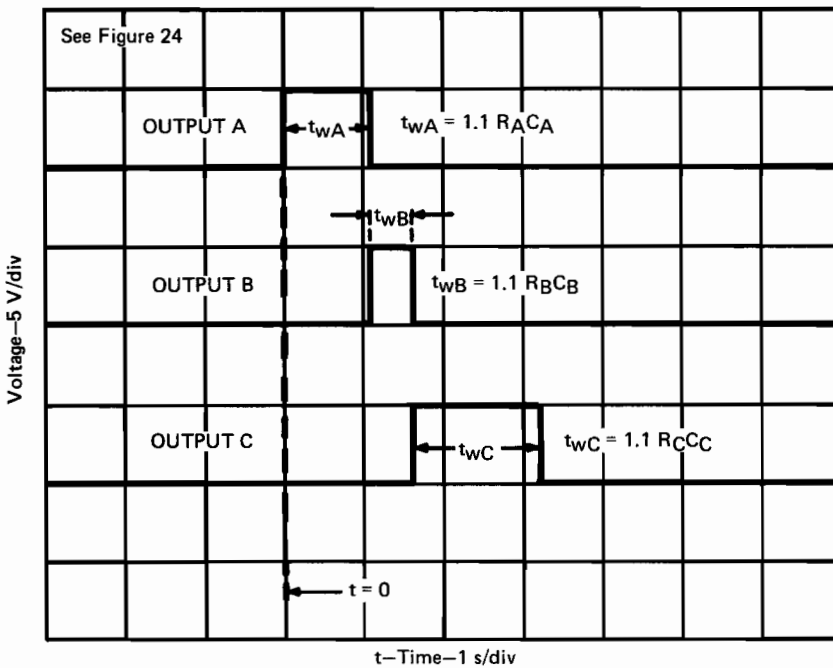 See Figure 24
OUTPUT A
twA
twA = 1.1 RACA
twB
OUTPUT B
twB = 1.1 RBCB
OUTPUT C
twC
twC = 1.1 RCCC
t = 0
Voltage–5 V/div
t–Time–1 s/div